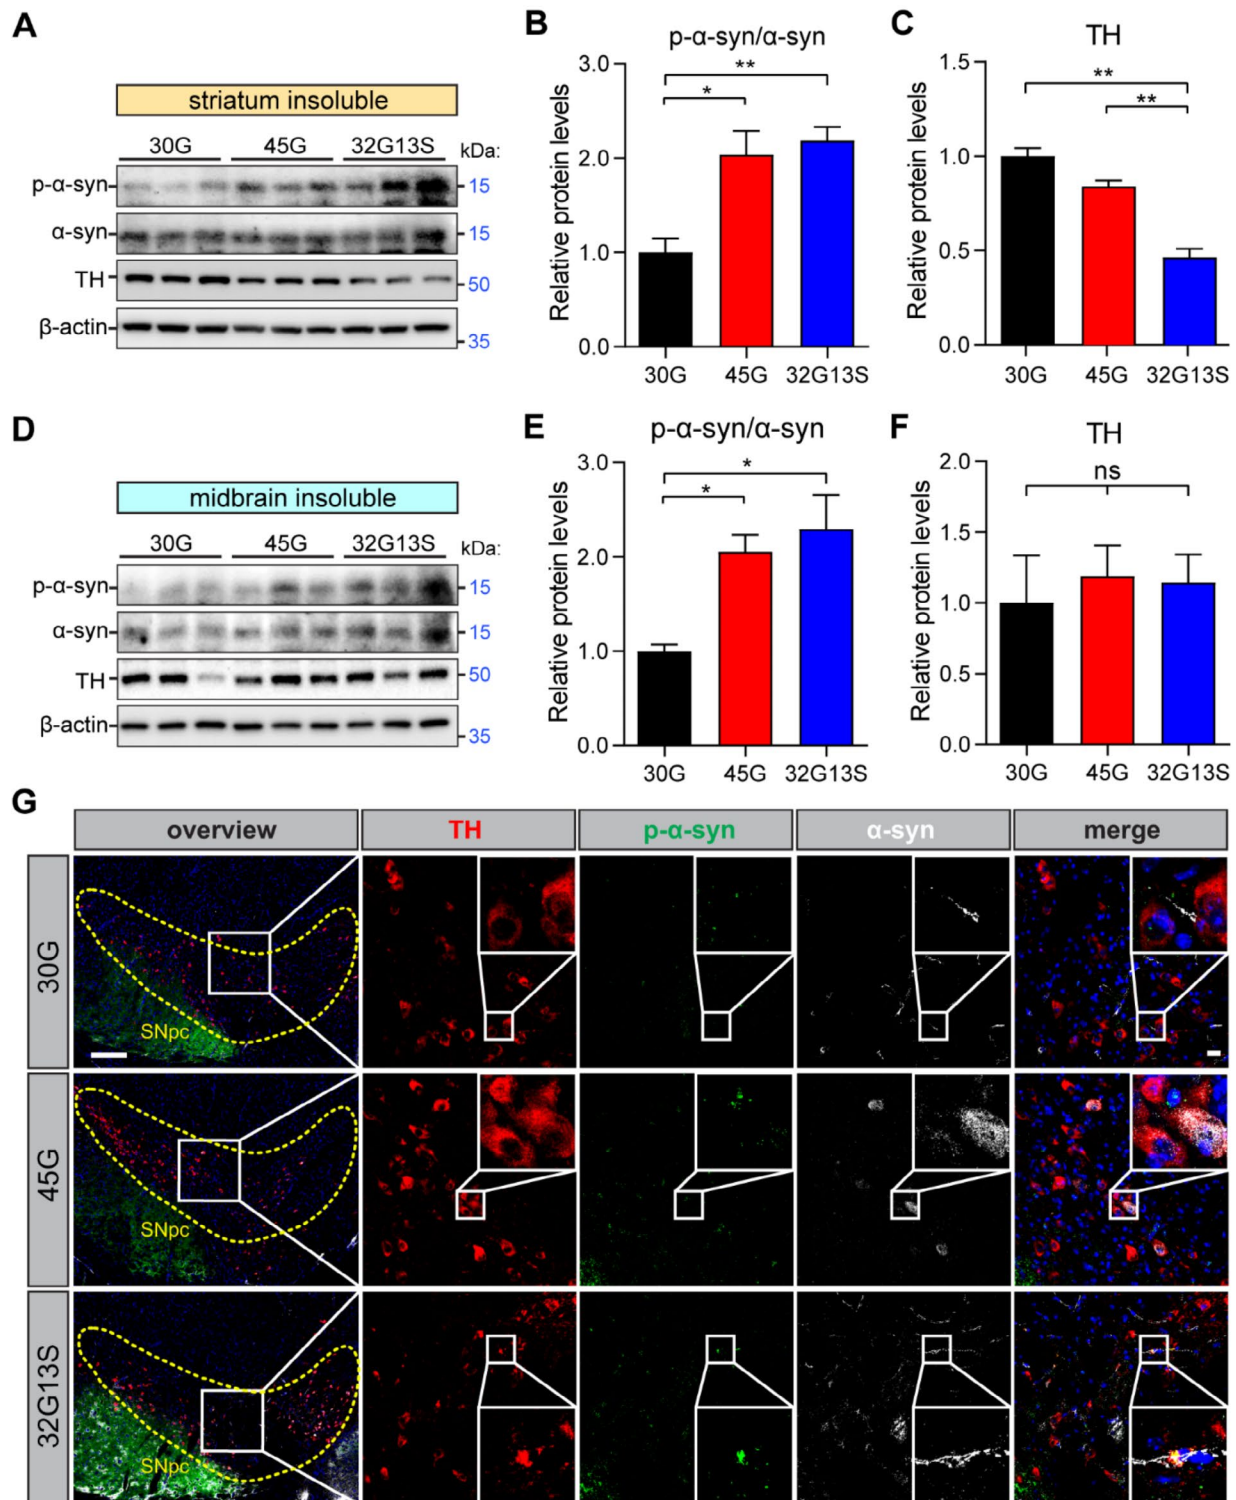 A
striatum insoluble
30G 45G 32G13S kDa:
p-α-syn 15
α-syn 15
TH 50
β-actin 35
B
p-α-syn/α-syn
Relative protein levels
3.0
2.0
1.0
0.0
**
*
30G 45G 32G13S
C
TH
Relative protein levels
1.5
1.0
0.5
0.0
**
**
30G 45G 32G13S
D
midbrain insoluble
30G 45G 32G13S kDa:
p-α-syn 15
α-syn 15
TH 50
β-actin 35
E
p-α-syn/α-syn
Relative protein levels
3.0
2.0
1.0
0.0
*
*
30G 45G 32G13S
F
TH
Relative protein levels
2.0
1.5
1.0
0.5
0.0
ns
30G 45G 32G13S
G
overview TH p-α-syn α-syn merge
30G
SNpc
45G
SNpc
32G13S
SNpc